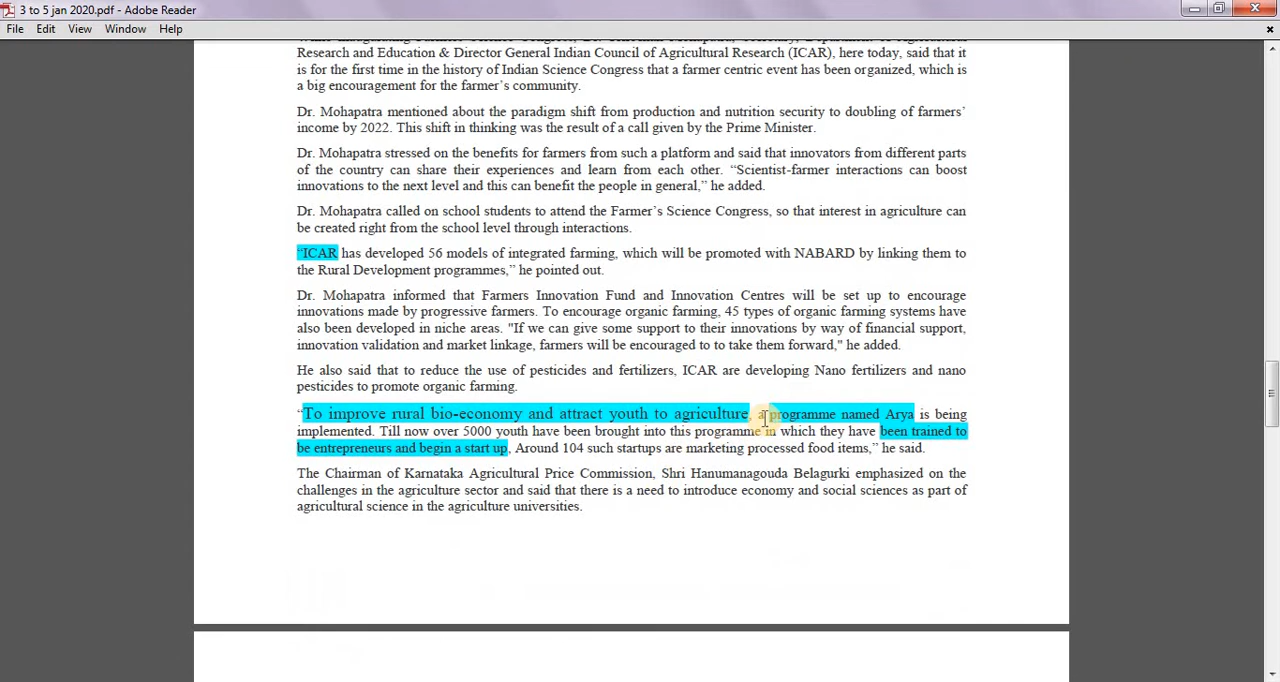 3 to 5 jan 2020.pdf - Adobe Reader
File Edit View Window Help
Research and Education & Director General Indian Council of Agricultural Research (ICAR), here today, said that it
is for the first time in the history of Indian Science Congress that a farmer centric event has been organized, which is
a big encouragement for the farmer’s community.
Dr. Mohapatra mentioned about the paradigm shift from production and nutrition security to doubling of farmers’
income by 2022. This shift in thinking was the result of a call given by the Prime Minister.
Dr. Mohapatra stressed on the benefits for farmers from such a platform and said that innovators from different parts
of the country can share their experiences and learn from each other. “Scientist-farmer interactions can boost
innovations to the next level and this can benefit the people in general,” he added.
Dr. Mohapatra called on school students to attend the Farmer’s Science Congress, so that interest in agriculture can
be created right from the school level through interactions.
“ICAR has developed 56 models of integrated farming, which will be promoted with NABARD by linking them to
the Rural Development programmes,” he pointed out.
Dr. Mohapatra informed that Farmers Innovation Fund and Innovation Centres will be set up to encourage
innovations made by progressive farmers. To encourage organic farming, 45 types of organic farming systems have
also been developed in niche areas. "If we can give some support to their innovations by way of financial support,
innovation validation and market linkage, farmers will be encouraged to to take them forward," he added.
He also said that to reduce the use of pesticides and fertilizers, ICAR are developing Nano fertilizers and nano
pesticides to promote organic farming.
“To improve rural bio-economy and attract youth to agriculture, a programme named Arya is being
implemented. Till now over 5000 youth have been brought into this programme in which they have been trained to
be entrepreneurs and begin a start up, Around 104 such startups are marketing processed food items,” he said.
The Chairman of Karnataka Agricultural Price Commission, Shri Hanumanagouda Belagurki emphasized on the
challenges in the agriculture sector and said that there is a need to introduce economy and social sciences as part of
agricultural science in the agriculture universities.